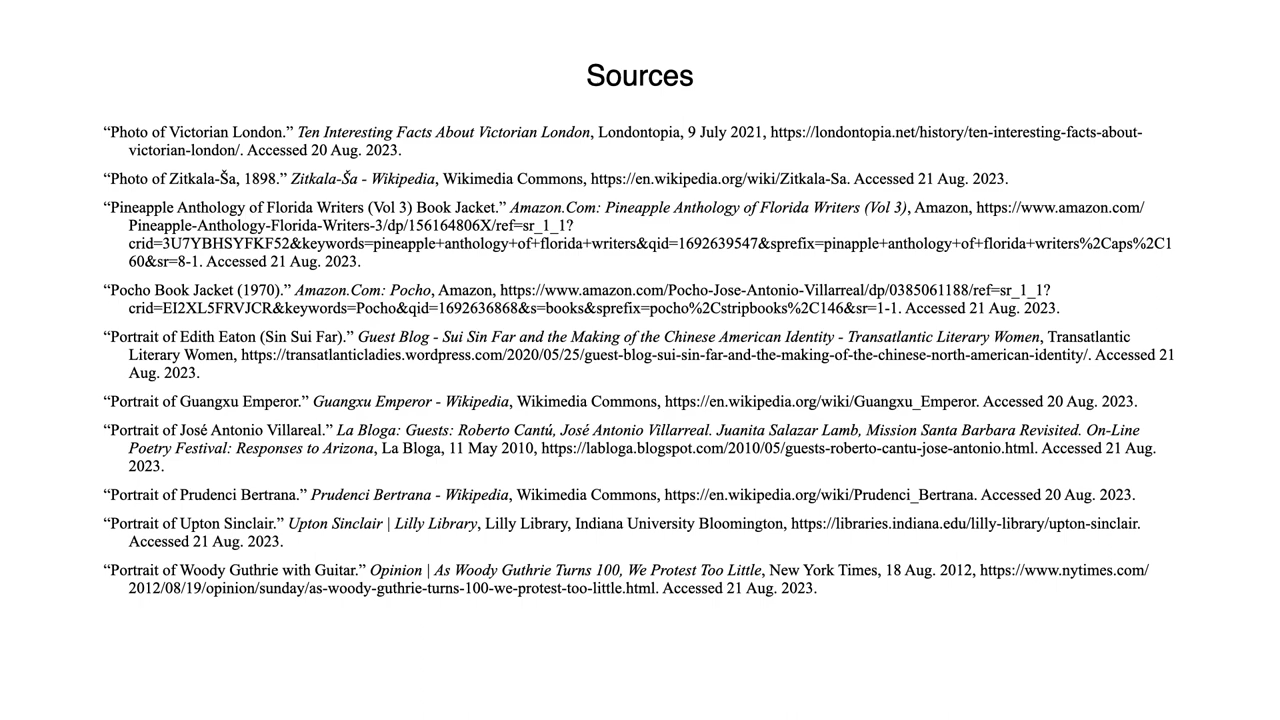 Sources
“Photo of Victorian London.” Ten Interesting Facts About Victorian London, Londontopia, 9 July 2021, https://londontopia.net/history/ten-interesting-facts-about-
victorian-london/. Accessed 20 Aug. 2023.
“Photo of Zitkala-Ša, 1898.” Zitkala-Ša - Wikipedia, Wikimedia Commons, https://en.wikipedia.org/wiki/Zitkala-Sa. Accessed 21 Aug. 2023.
“Pineapple Anthology of Florida Writers (Vol 3) Book Jacket.” Amazon.Com: Pineapple Anthology of Florida Writers (Vol 3), Amazon, https://www.amazon.com/
Pineapple-Anthology-Florida-Writers-3/dp/156164806X/ref=sr_1_1?
crid=3U7YBHSYFKF52&keywords=pineapple+anthology+of+florida+writers&qid=1692639547&sprefix=pinapple+anthology+of+florida+writers%2Caps%2C1
60&sr=8-1. Accessed 21 Aug. 2023.
“Pocho Book Jacket (1970).” Amazon.Com: Pocho, Amazon, https://www.amazon.com/Pocho-Jose-Antonio-Villarreal/dp/0385061188/ref=sr_1_1?
crid=EI2XL5FRVJCR&keywords=Pocho&qid=1692636868&s=books&sprefix=pocho%2Cstripbooks%2C146&sr=1-1. Accessed 21 Aug. 2023.
“Portrait of Edith Eaton (Sin Sui Far).” Guest Blog - Sui Sin Far and the Making of the Chinese American Identity - Transatlantic Literary Women, Transatlantic
Literary Women, https://transatlanticladies.wordpress.com/2020/05/25/guest-blog-sui-sin-far-and-the-making-of-the-chinese-north-american-identity/. Accessed 21
Aug. 2023.
“Portrait of Guangxu Emperor.” Guangxu Emperor - Wikipedia, Wikimedia Commons, https://en.wikipedia.org/wiki/Guangxu_Emperor. Accessed 20 Aug. 2023.
“Portrait of José Antonio Villareal.” La Bloga: Guests: Roberto Cantú, José Antonio Villarreal. Juanita Salazar Lamb, Mission Santa Barbara Revisited. On-Line
Poetry Festival: Responses to Arizona, La Bloga, 11 May 2010, https://labloga.blogspot.com/2010/05/guests-roberto-cantu-jose-antonio.html. Accessed 21 Aug.
2023.
“Portrait of Prudenci Bertrana.” Prudenci Bertrana - Wikipedia, Wikimedia Commons, https://en.wikipedia.org/wiki/Prudenci_Bertrana. Accessed 20 Aug. 2023.
“Portrait of Upton Sinclair.” Upton Sinclair | Lilly Library, Lilly Library, Indiana University Bloomington, https://libraries.indiana.edu/lilly-library/upton-sinclair.
Accessed 21 Aug. 2023.
“Portrait of Woody Guthrie with Guitar.” Opinion | As Woody Guthrie Turns 100, We Protest Too Little, New York Times, 18 Aug. 2012, https://www.nytimes.com/
2012/08/19/opinion/sunday/as-woody-guthrie-turns-100-we-protest-too-little.html. Accessed 21 Aug. 2023.